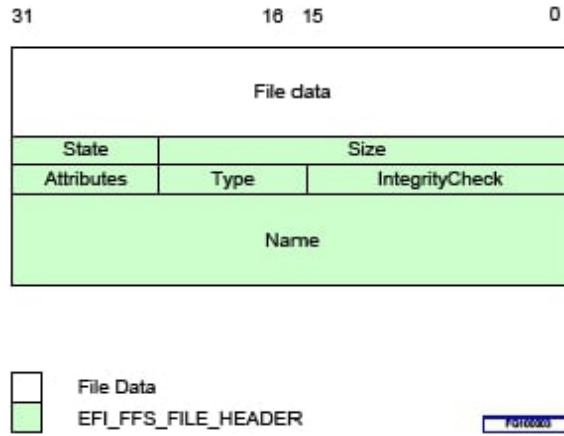 31 16 15 0
File data
State Size
Attributes Type IntegrityCheck
Name
File Data
EFI_FFS_FILE_HEADER